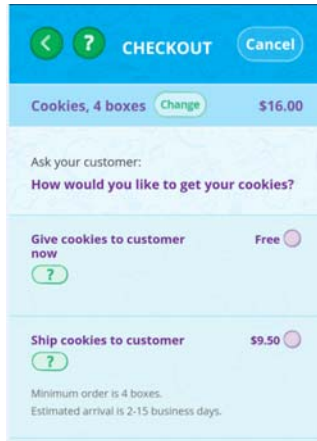 < ? CHECKOUT Cancel
Cookies, 4 boxes Change $16.00
Ask your customer:
How would you like to get your cookies?
Give cookies to customer Free
now
?
Ship cookies to customer $9.50
?
Minimum order is 4 boxes.
Estimated arrival is 2-15 business days.